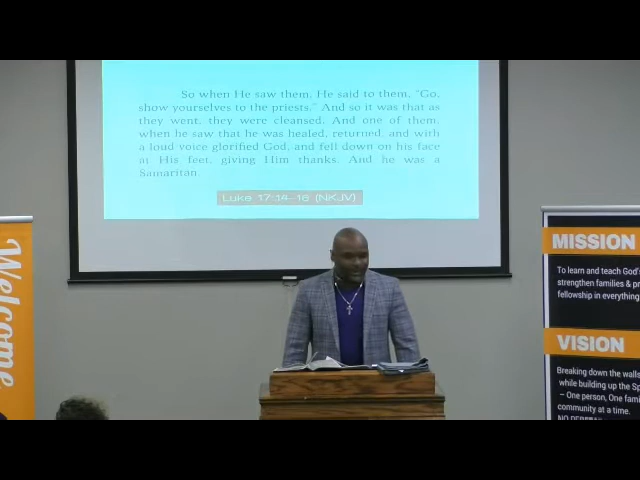 So when He saw them, He said to them, "Go,
show yourselves to the priests." And so it was that as
they went, they were cleansed. And one of them,
when he saw that he was healed, returned, and with
a loud voice glorified God, and fell down on his face
at His feet, giving Him thanks. And he was a
Samaritan.
Luke 17:14-16 (NKJV)
Welcome
MISSION
To learn and teach God's
strengthen families &
fellowship in everything
VISION
Breaking down the walls
while building up the
– One person, One
community at a time.